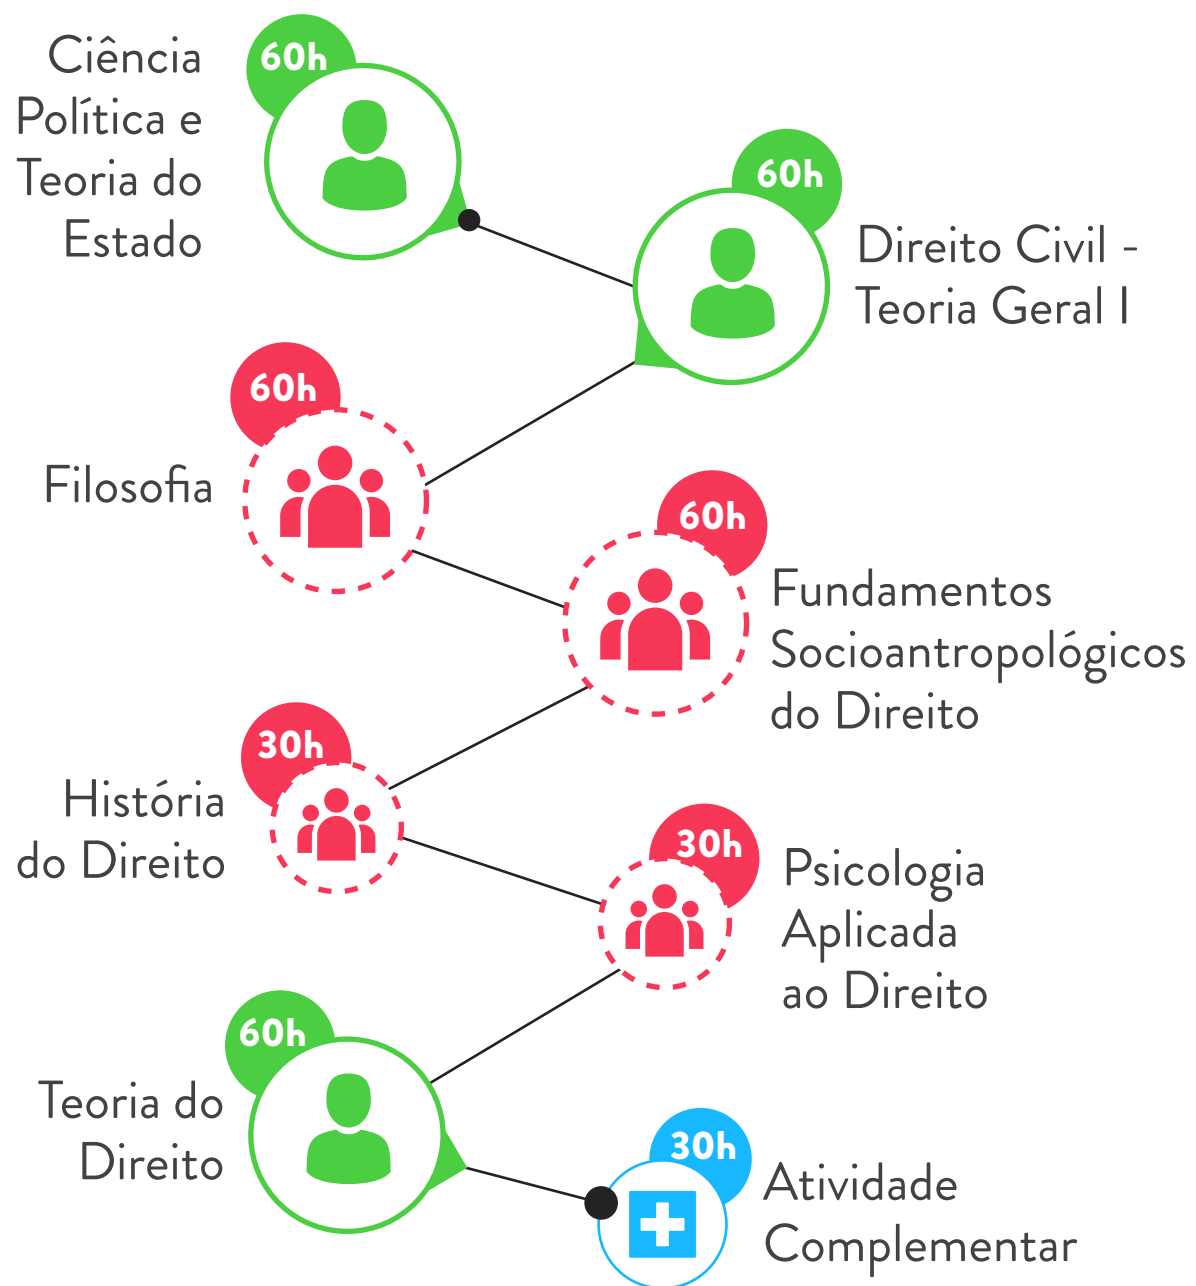 60h
Ciência
Política e
Teoria do
Estado
60h
Direito Civil -
Teoria Geral I
60h
Filosofia
60h
Fundamentos
Socioantropológicos
do Direito
30h
História
do Direito
30h
Psicologia
Aplicada
ao Direito
60h
Teoria do
Direito
30h
Atividade
Complementar